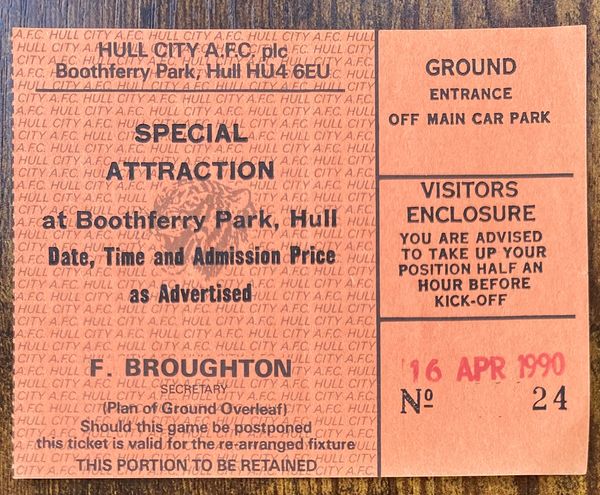 HULL CITY A.F.C. plc
Boothferry Park, Hull HU4 6EU
SPECIAL
ATTRACTION
at Boothferry Park, Hull
Date, Time and Admission Price
as Advertised
F. BROUGHTON
SECRETARY
(Plan of Ground Overleaf)
Should this game be postponed
this ticket is valid for the re-arranged fixture
THIS PORTION TO BE RETAINED
GROUND
ENTRANCE
OFF MAIN CAR PARK
VISITORS
ENCLOSURE
YOU ARE ADVISED
TO TAKE UP YOUR
POSITION HALF AN
HOUR BEFORE
KICK-OFF
16 APR 1990
No 24